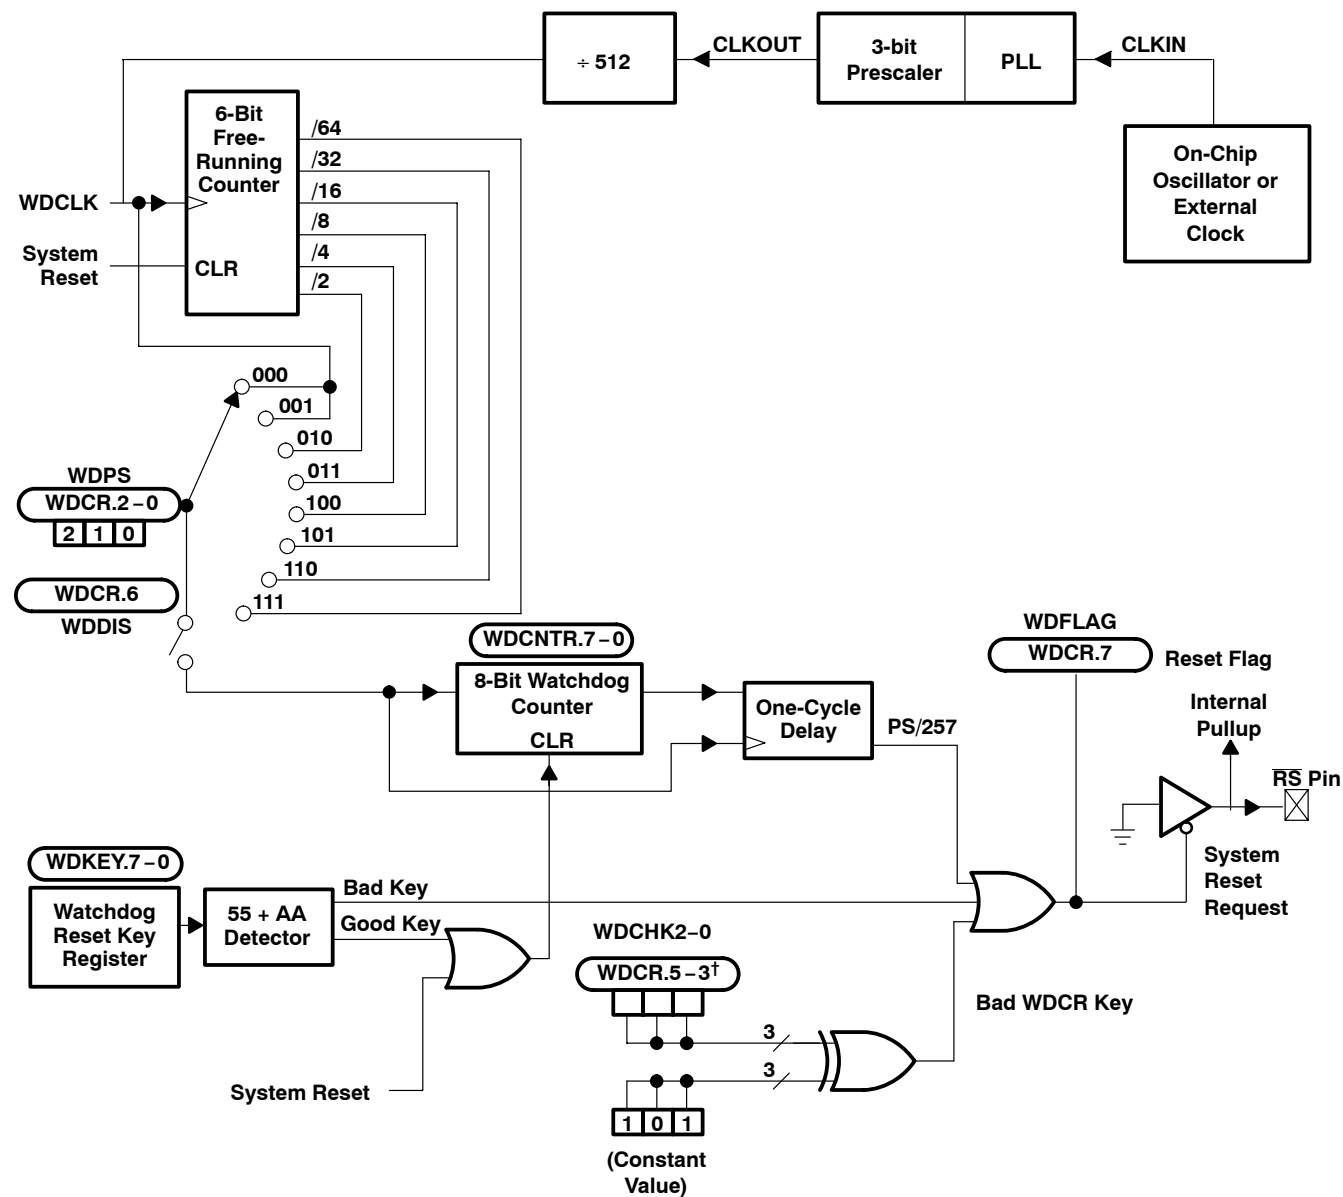 ÷ 512
CLKOUT
3-bit
Prescaler
PLL
CLKIN
On-Chip
Oscillator or
External
Clock
6-Bit
Free-
Running
Counter
CLR
/64
/32
/16
/8
/4
/2
WDCLK
System
Reset
000
001
010
011
100
101
110
111
WDPS
WDCR.2–0
2 1 0
WDCR.6
WDDIS
WDCNTR.7–0
8-Bit Watchdog
Counter
CLR
One-Cycle
Delay
PS/257
WDFLAG
WDCR.7
Reset Flag
Internal
Pullup
RS Pin
System
Reset
Request
WDKEY.7–0
Watchdog
Reset Key
Register
55 + AA
Detector
Bad Key
Good Key
System Reset
WDCHK2–0
WDCR.5–3†
3
3
1 0 1
(Constant
Value)
Bad WDCR Key